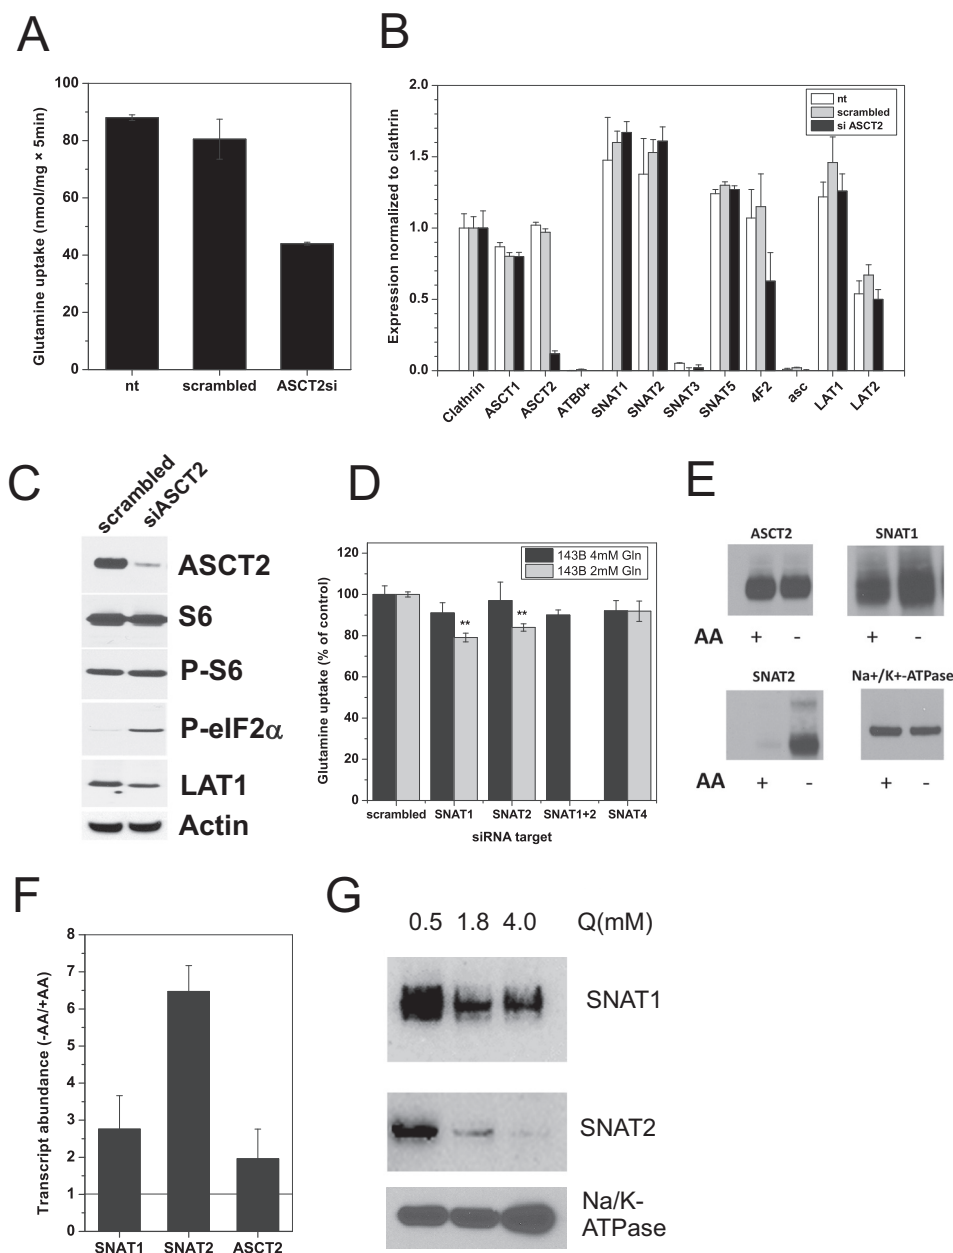 A
Glutamine uptake (nmol/mg × 5min)
100
80
60
40
20
0
nt scrambled ASCT2si
B
Expression normalized to clathrin
2.0
1.5
1.0
0.5
0.0
nt
scrambled
si ASCT2
Clathrin ASCT1 ASCT2 ATB0+ SNAT1 SNAT2 SNAT3 SNAT5 4F2 asc LAT1 LAT2
C
scrambled
siASCT2
ASCT2
S6
P-S6
P-eIF2α
LAT1
Actin
D
Glutamine uptake (% of control)
120
100
80
60
40
20
0
143B 4mM Gln
143B 2mM Gln
** **
scrambled SNAT1 SNAT2 SNAT1+2 SNAT4
siRNA target
E
ASCT2 SNAT1
AA + - + -
SNAT2 Na+/K+-ATPase
AA + - + -
F
Transcript abundance (-AA/+AA)
8
7
6
5
4
3
2
1
0
SNAT1 SNAT2 ASCT2
G
0.5 1.8 4.0 Q(mM)
SNAT1
SNAT2
Na/K-
ATPase